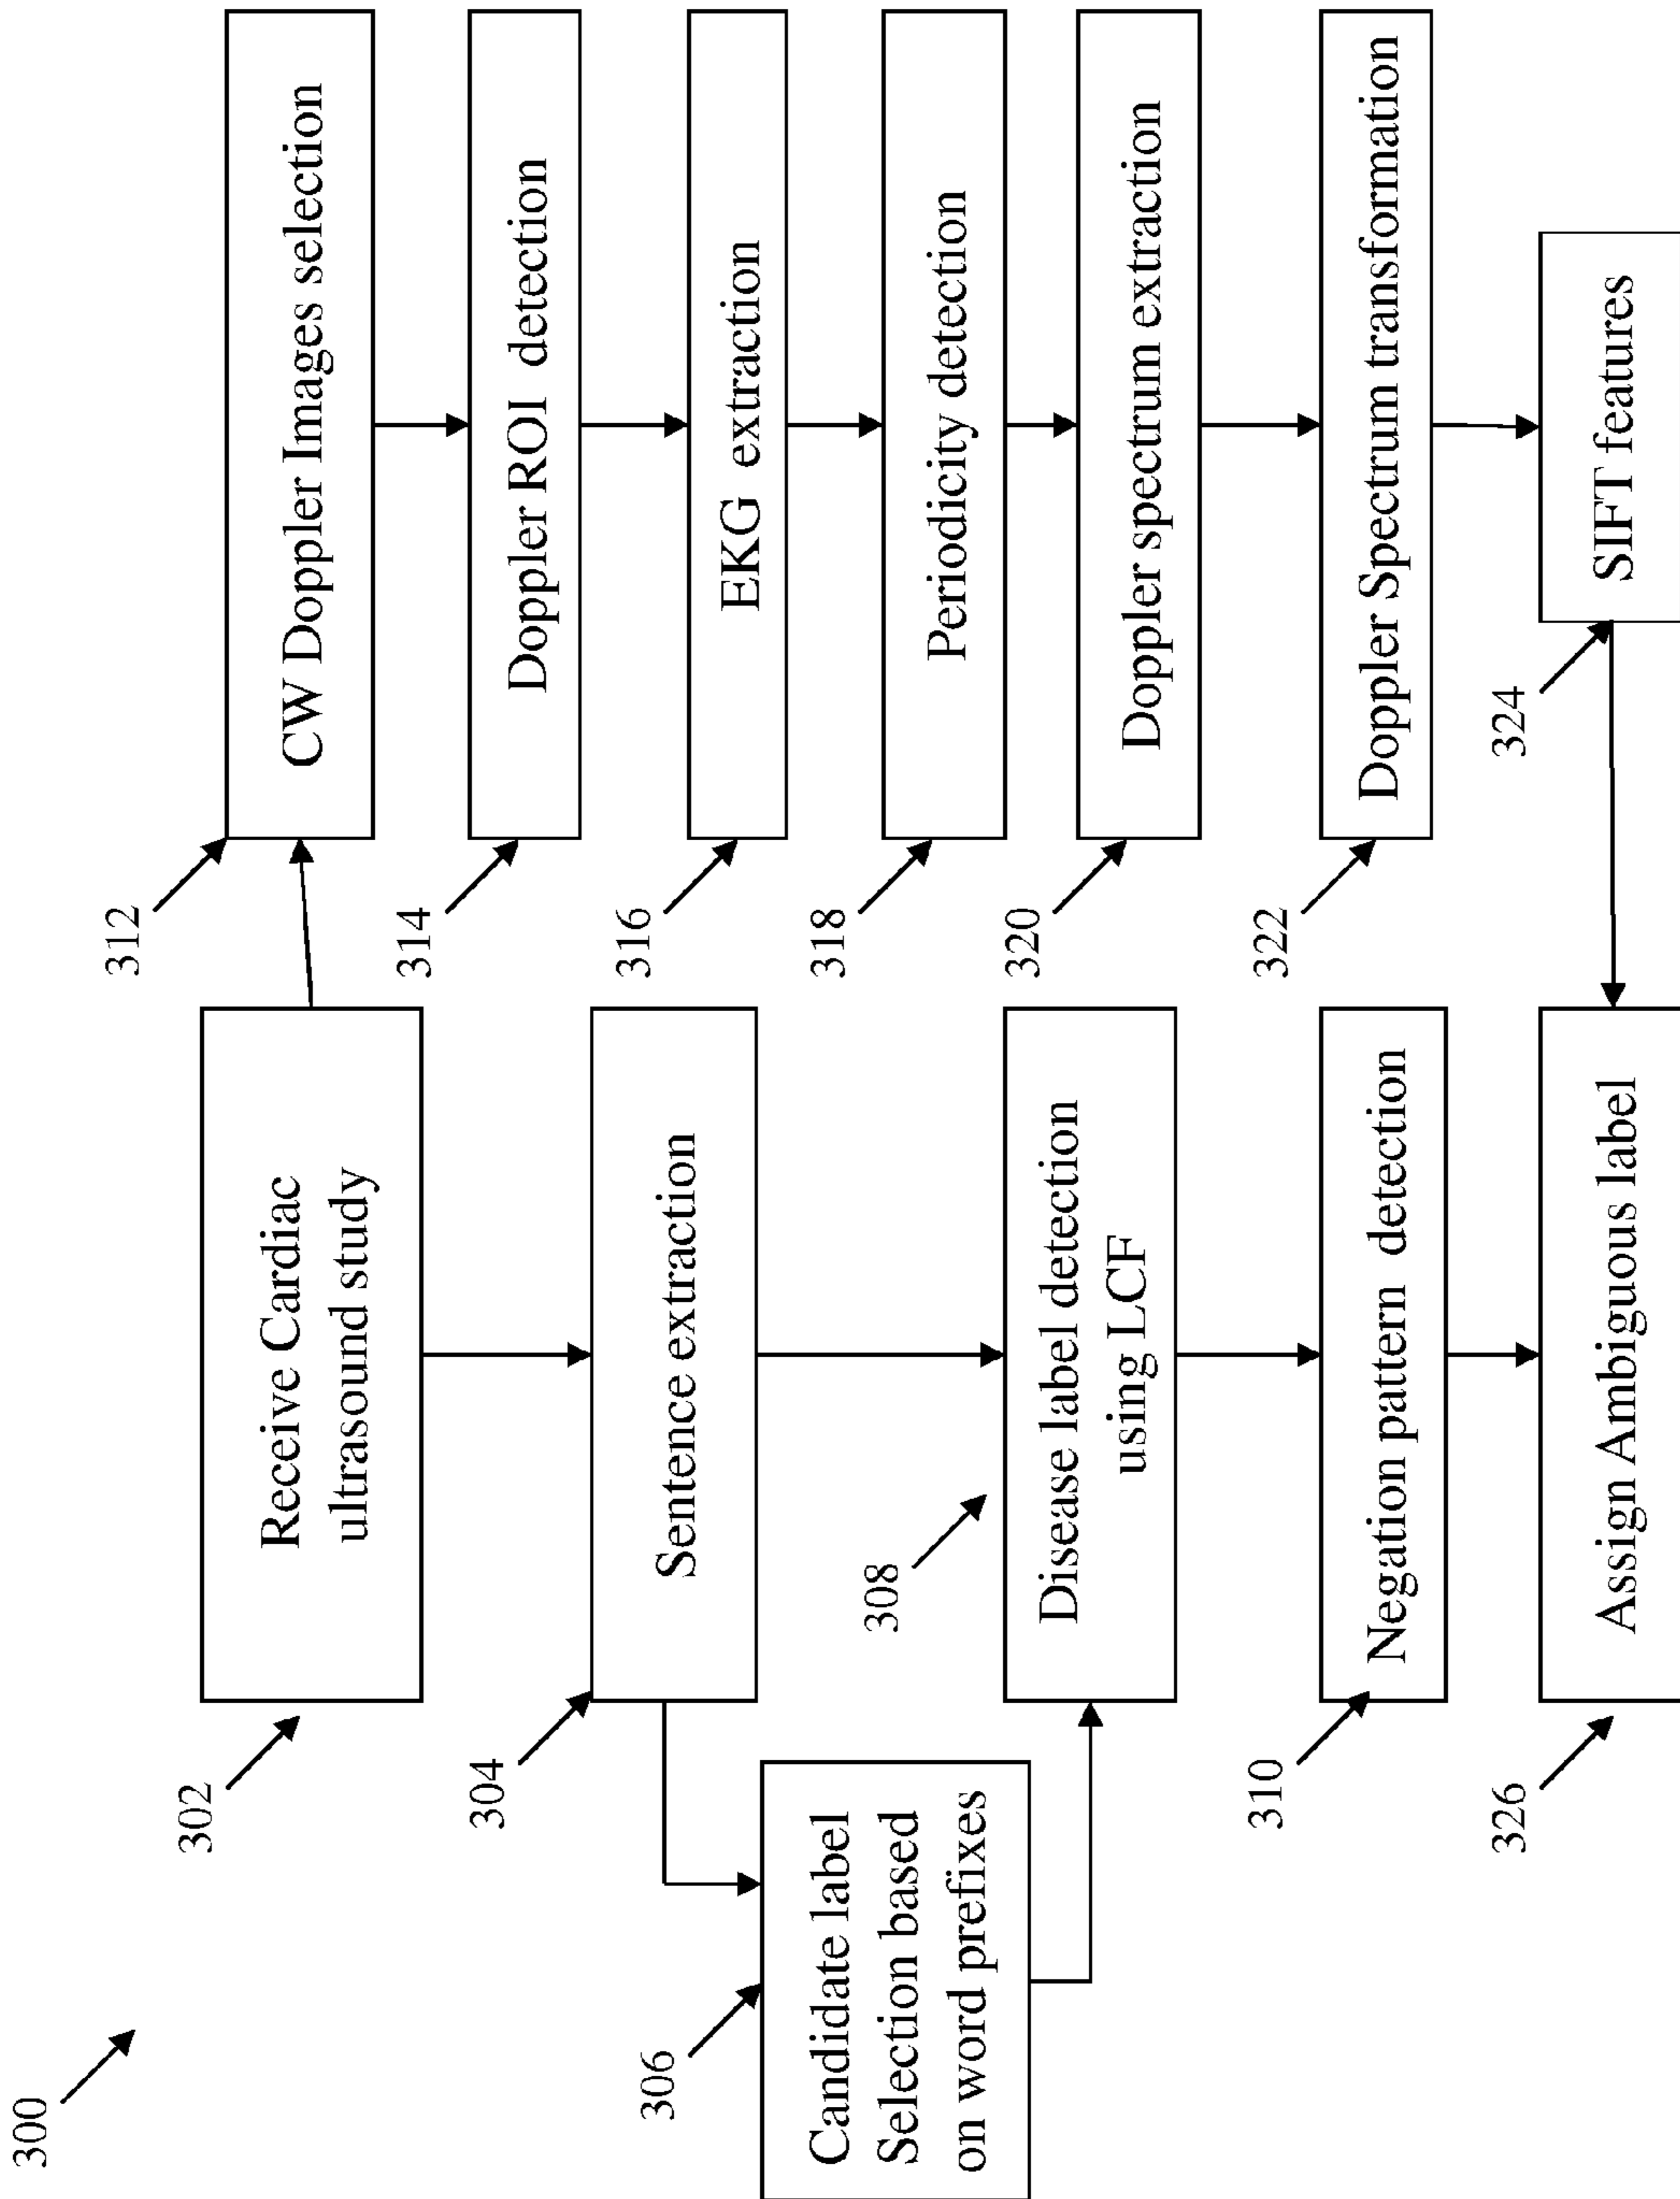 300
302
Receive Cardiac
ultrasound study
304
Sentence extraction
306
Candidate label
Selection based
on word prefixes
308
Disease label detection
using LCF
310
Negation pattern detection
312
CW Doppler Images selection
314
Doppler ROI detection
316
EKG extraction
318
Periodicity detection
320
Doppler spectrum extraction
322
Doppler Spectrum transformation
324
SIFT features
326
Assign Ambiguous label